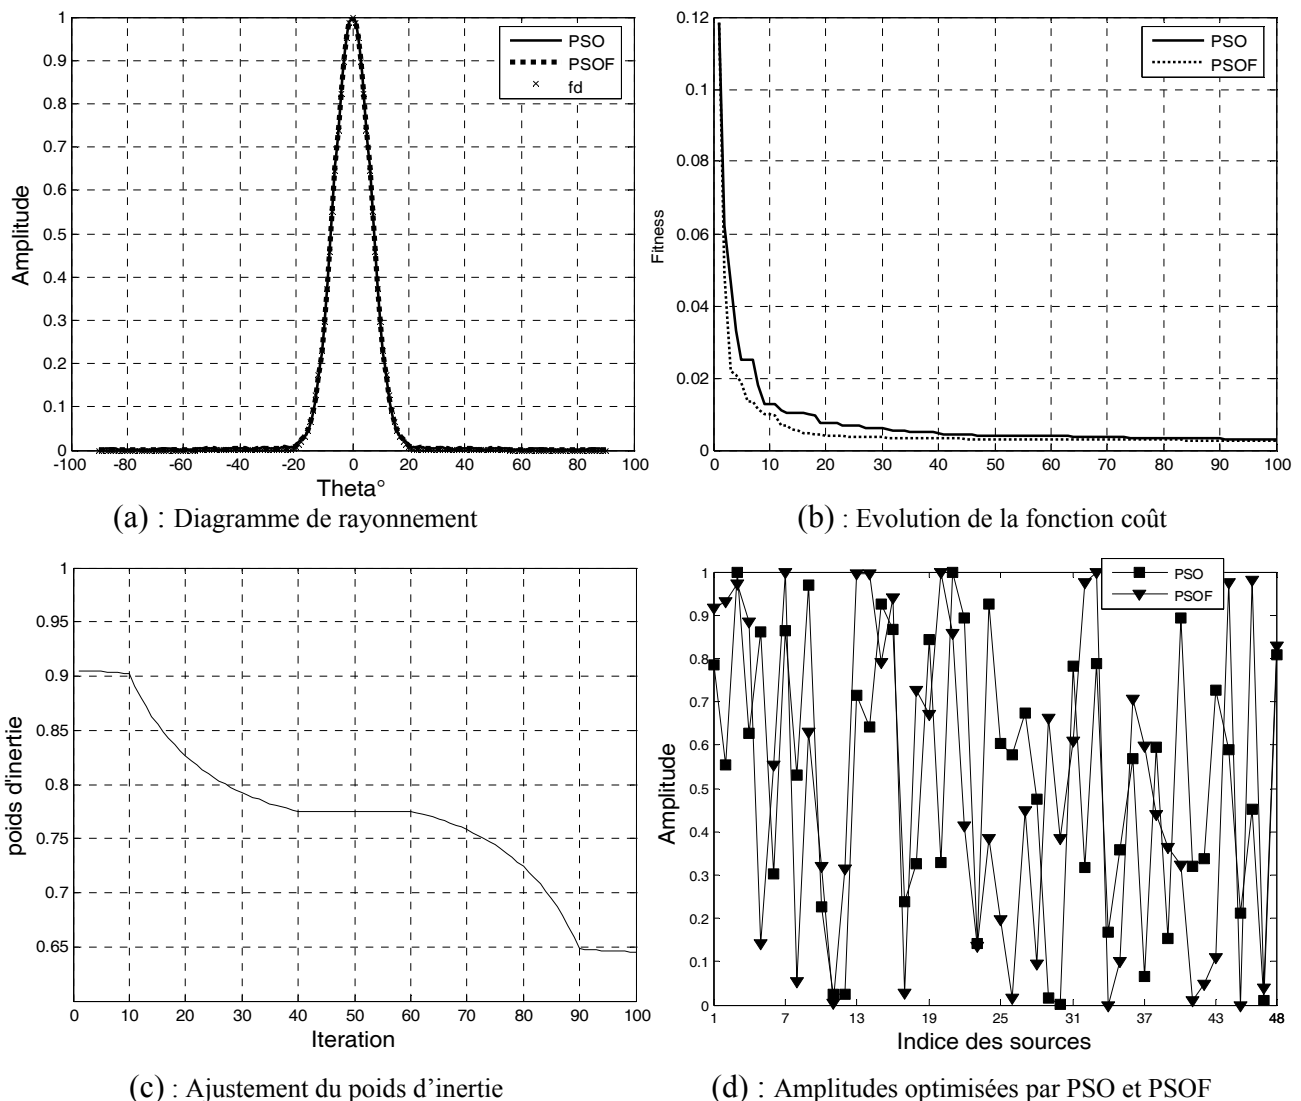 1
0.9
0.8
0.7
0.6
0.5
0.4
0.3
0.2
0.1
0
Amplitude
-100 -80 -60 -40 -20 0 20 40 60 80 100
Theta°
PSO
PSOF
fd
(a) : Diagramme de rayonnement
0.12
0.1
0.08
0.06
0.04
0.02
0
Fitness
0 10 20 30 40 50 60 70 80 90 100
PSO
PSOF
(b) : Evolution de la fonction coût
1
0.95
0.9
0.85
0.8
0.75
0.7
0.65
poids d'inertie
0 10 20 30 40 50 60 70 80 90 100
Iteration
(c) : Ajustement du poids d’inertie
1
0.9
0.8
0.7
0.6
0.5
0.4
0.3
0.2
0.1
0
Amplitude
1 7 13 19 25 31 37 43 48
Indice des sources
PSO
PSOF
(d) : Amplitudes optimisées par PSO et PSOF